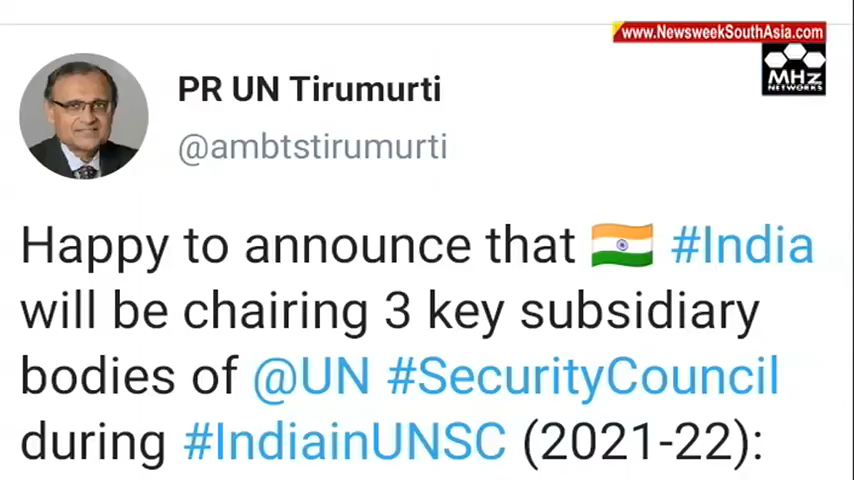 www.NewsweekSouthAsia.com
MHz
NETWORKS
PR UN Tirumurti
@ambtstirumurti
Happy to announce that 🇮🇳 #India
will be chairing 3 key subsidiary
bodies of @UN #SecurityCouncil
during #IndiainUNSC (2021-22):